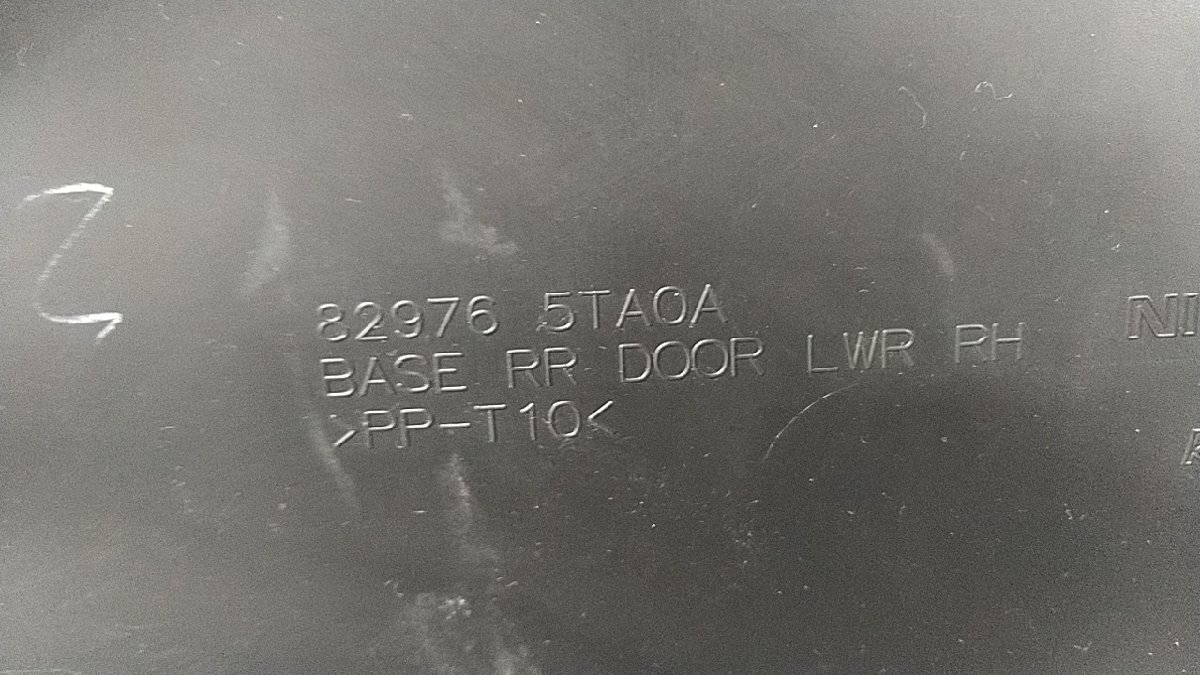 82976 5TA0A
BASE RR DOOR LWR RH
>PP-T10<